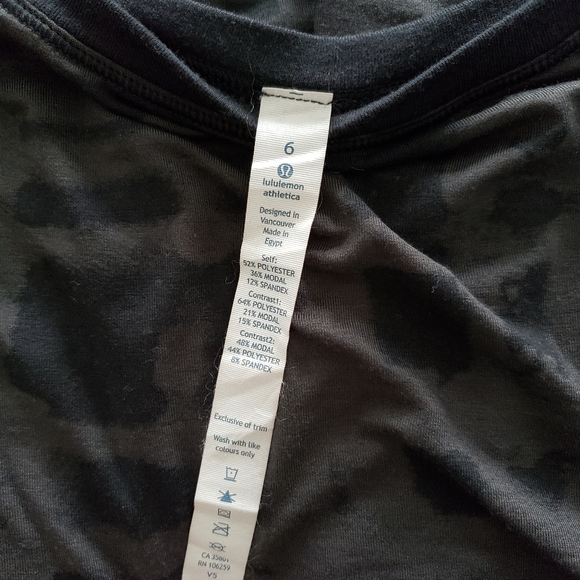 6
lululemon
athletica
Designed in
Vancouver
Made in
Egypt
Self:
52% POLYESTER
36% MODAL
12% SPANDEX
Contrast1:
64% POLYESTER
21% MODAL
15% SPANDEX
Contrast2:
48% MODAL
44% POLYESTER
8% SPANDEX
Exclusive of trim
Wash with like
colours only
CA 35801
RN 106259
VS